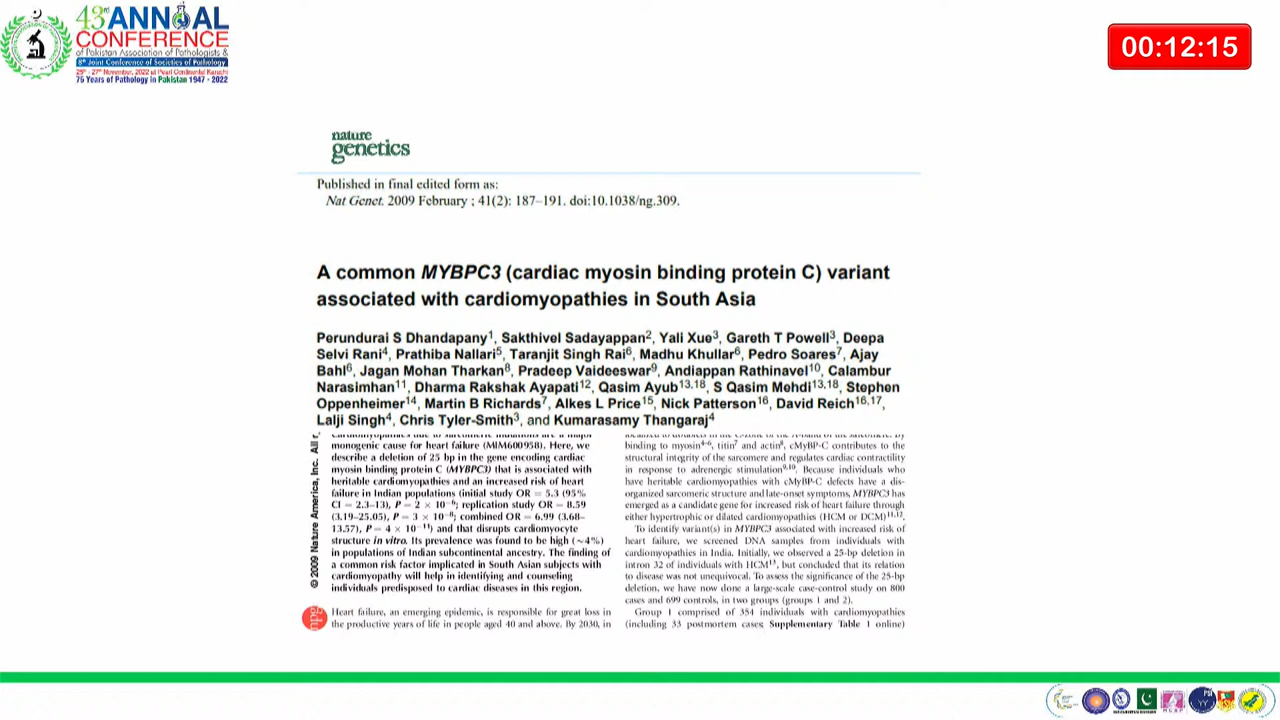 43rd ANNUAL
CONFERENCE
of Pakistan Association of Pathologists &
8th Joint Conference of Societies of Pathology
25th - 27th November, 2022 at Pearl Continental Karachi
75 Years of Pathology in Pakistan 1947 - 2022
00:12:15
nature
genetics
Published in final edited form as:
Nat Genet. 2009 February ; 41(2): 187–191. doi:10.1038/ng.309.
A common MYBPC3 (cardiac myosin binding protein C) variant
associated with cardiomyopathies in South Asia
Perundurai S Dhandapany1, Sakthivel Sadayappan2, Yali Xue3, Gareth T Powell3, Deepa
Selvi Rani4, Prathiba Nallari5, Taranjit Singh Rai6, Madhu Khullar6, Pedro Soares7, Ajay
Bahl6, Jagan Mohan Tharkan8, Pradeep Vaideeswar9, Andiappan Rathinavel10, Calambur
Narasimhan11, Dharma Rakshak Ayapati12, Qasim Ayub13,18, S Qasim Mehdi13,18, Stephen
Oppenheimer14, Martin B Richards7, Alkes L Price15, Nick Patterson16, David Reich16,17,
Lalji Singh4, Chris Tyler-Smith3, and Kumarasamy Thangaraj4
© 2009 Nature America, Inc. All r
Cardiomyopathies due to sarcomeric mutations are a major
monogenic cause for heart failure (MIM600958). Here, we
describe a deletion of 25 bp in the gene encoding cardiac
myosin binding protein C (MYBPC3) that is associated with
heritable cardiomyopathies and an increased risk of heart
failure in Indian populations (initial study OR = 5.3 (95%
CI = 2.3–13), P = 2 × 10−6; replication study OR = 8.59
(3.19–25.05), P = 3 × 10−8; combined OR = 6.99 (3.68–
13.57), P = 4 × 10−11) and that disrupts cardiomyocyte
structure in vitro. Its prevalence was found to be high (~4%)
in populations of Indian subcontinental ancestry. The finding of
a common risk factor implicated in South Asian subjects with
cardiomyopathy will help in identifying and counseling
individuals predisposed to cardiac diseases in this region.
npg
Heart failure, an emerging epidemic, is responsible for great loss in
the productive years of life in people aged 40 and above. By 2030, in
binding to myosin4–6, titin7 and actin8, cMyBP-C contributes to the
structural integrity of the sarcomere and regulates cardiac contractility
in response to adrenergic stimulation9,10. Because individuals who
have heritable cardiomyopathies with cMyBP-C defects have a dis-
organized sarcomeric structure and late-onset symptoms, MYBPC3 has
emerged as a candidate gene for increased risk of heart failure through
either hypertrophic or dilated cardiomyopathies (HCM or DCM)11,12.
To identify variant(s) in MYBPC3 associated with increased risk of
heart failure, we screened DNA samples from individuals with
cardiomyopathies in India. Initially, we observed a 25-bp deletion in
intron 32 of individuals with HCM13, but concluded that its relation
to disease was not unequivocal. To assess the significance of the 25-bp
deletion, we have now done a large-scale case-control study on 800
cases and 699 controls, in two groups (groups 1 and 2).
Group 1 comprised of 354 individuals with cardiomyopathies
(including 33 postmortem cases; Supplementary Table 1 online)